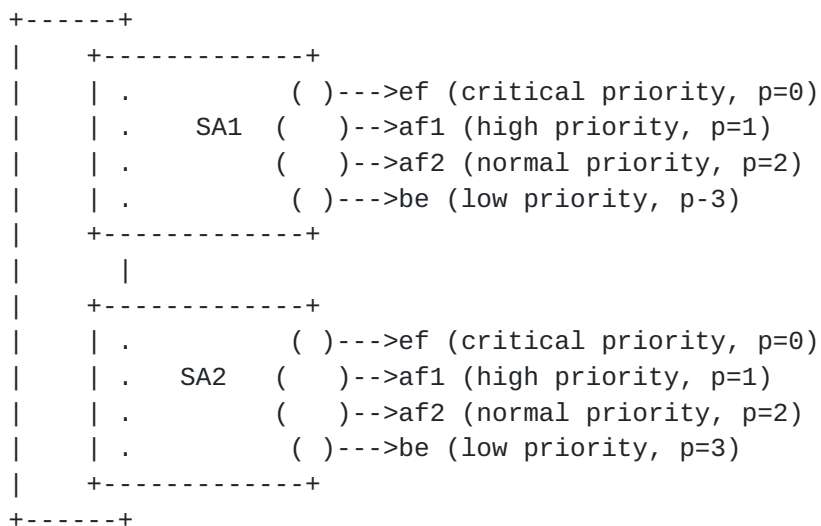 +------+
|    +-------------+
|    | .          ( )--->ef (critical priority, p=0)
|    | .    SA1  (   )-->af1 (high priority, p=1)
|    | .         (   )-->af2 (normal priority, p=2)
|    | .          ( )--->be (low priority, p-3)
|    +-------------+
|      |
|    +-------------+
|    | .          ( )--->ef (critical priority, p=0)
|    | .   SA2   (   )-->af1 (high priority, p=1)
|    | .         (   )-->af2 (normal priority, p=2)
|    | .          ( )--->be (low priority, p=3)
|    +-------------+
+------+